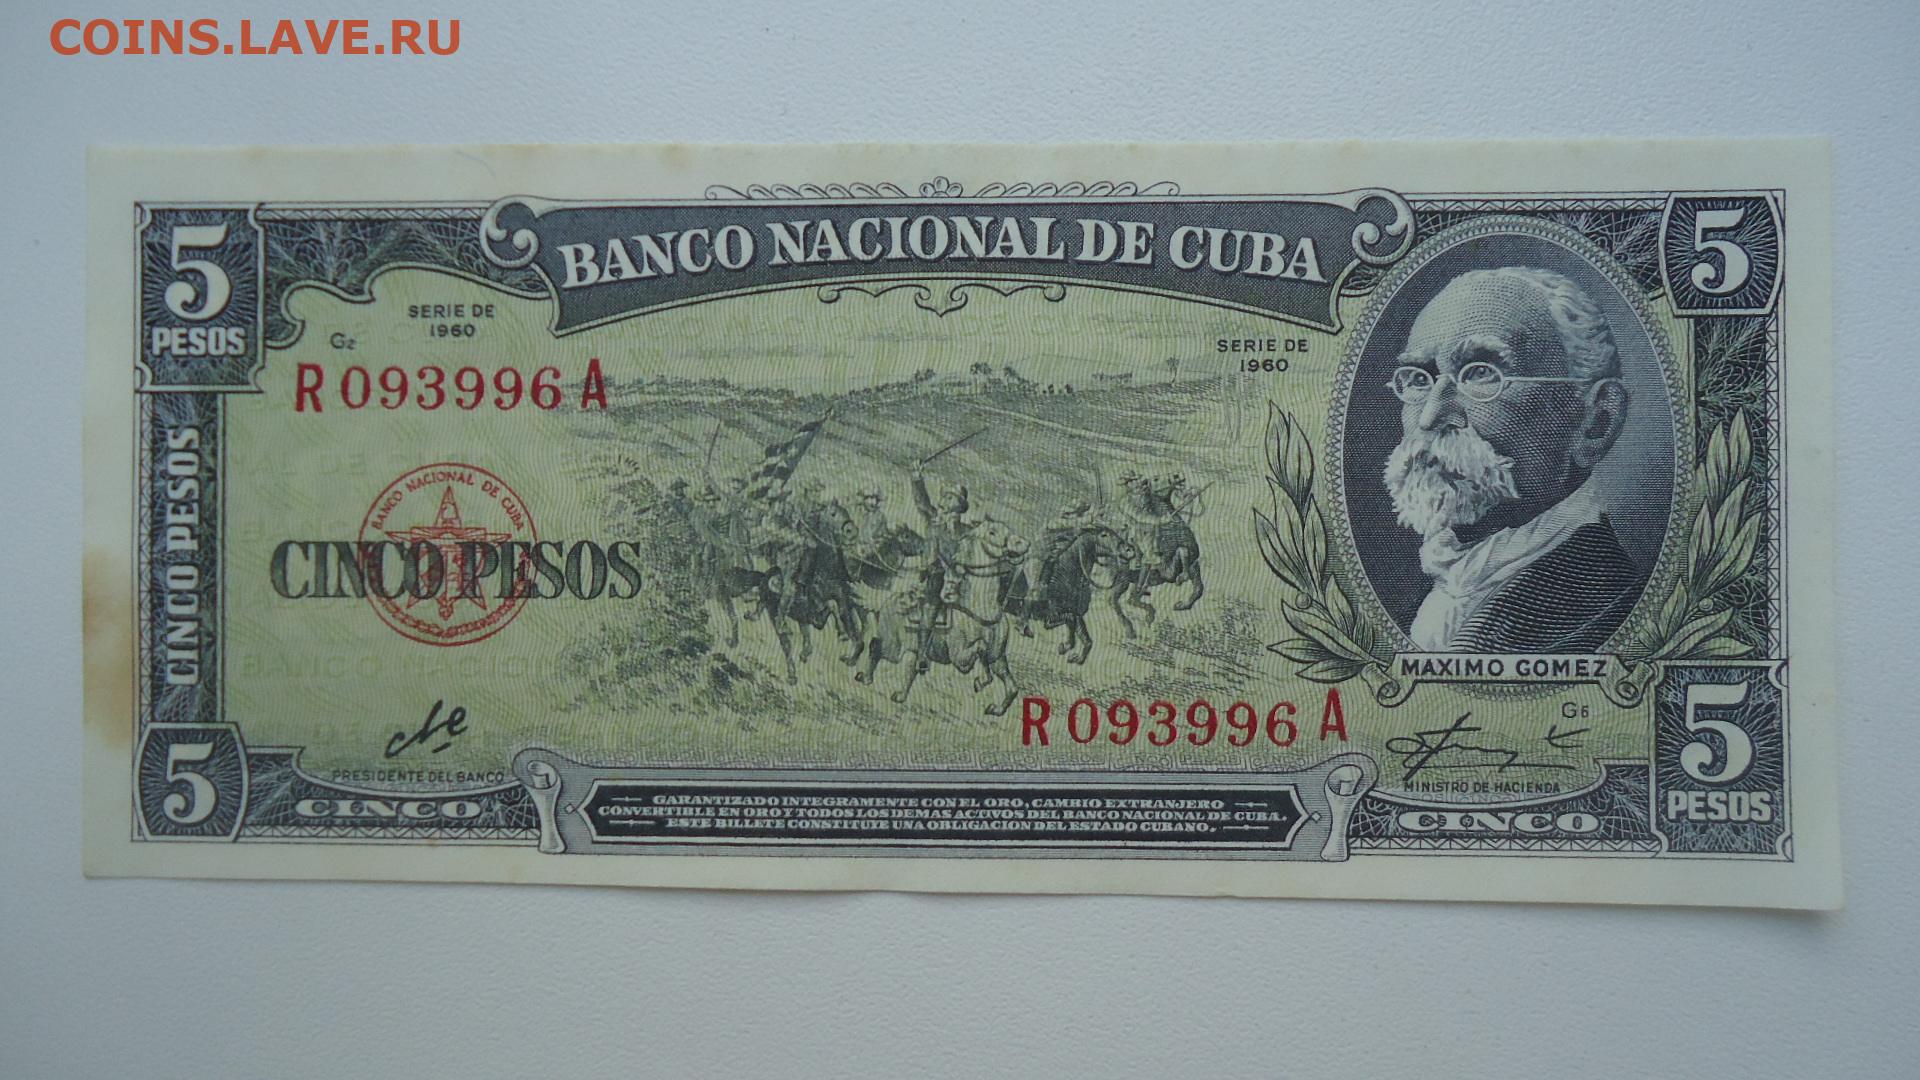 COINS.LAVE.RU
5
PESOS
BANCO NACIONAL DE CUBA
5
SERIE DE
1960
G2
R093996A
SERIE DE
1960
CINCO PESOS
BANCO NACIONAL DE CUBA
CINCO PESOS
MAXIMO GOMEZ
R093996A
G6
5
PESOS
Che
PRESIDENTE DEL BANCO
MINISTRO DE HACIENDA
5
CINCO
GARANTIZADO INTEGRAMENTE CON EL ORO, CAMBIO EXTRANJERO
CONVERTIBLE EN ORO Y TODOS LOS DEMAS ACTIVOS DEL BANCO NACIONAL DE CUBA.
ESTE BILLETE CONSTITUYE UNA OBLIGACION DEL ESTADO CUBANO.
CINCO